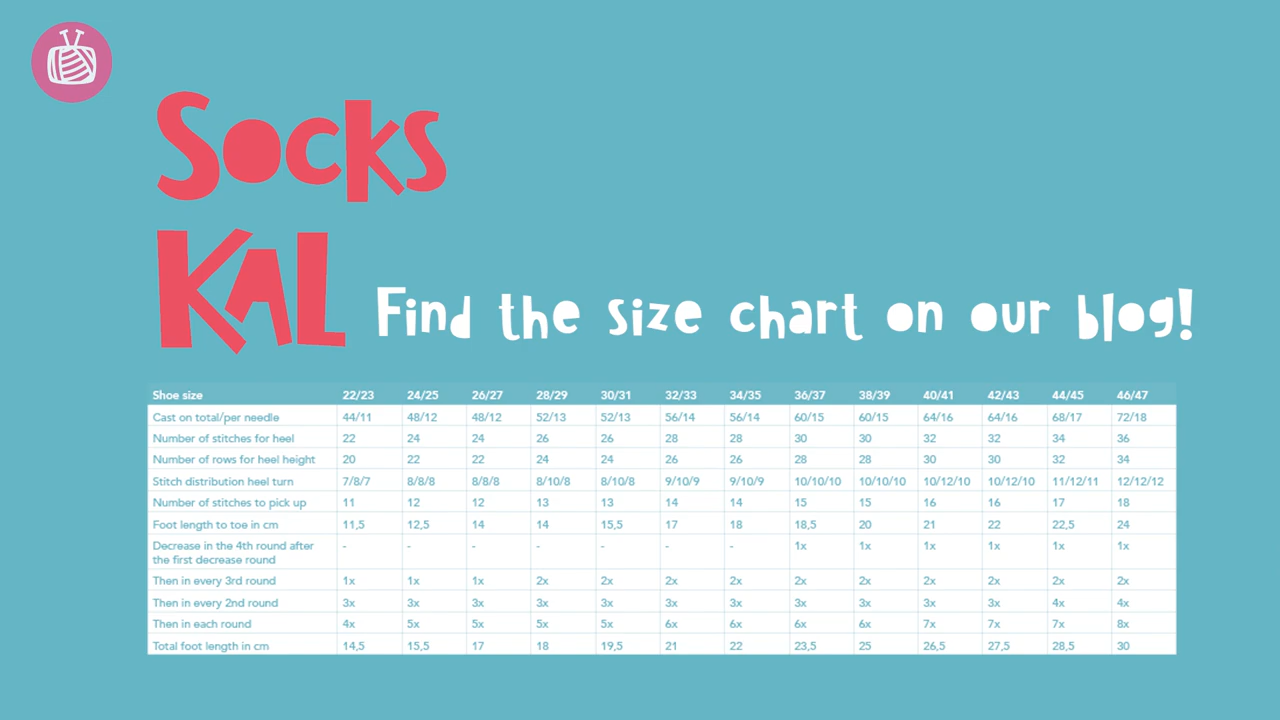 Socks
KAL
Find the size chart on our blog!
Shoe size 22/23 24/25 26/27 28/29 30/31 32/33 34/35 36/37 38/39 40/41 42/43 44/45 46/47
Cast on total/per needle 44/11 48/12 48/12 52/13 52/13 56/14 56/14 60/15 60/15 64/16 64/16 68/17 72/18
Number of stitches for heel 22 24 24 26 26 28 28 30 30 32 32 34 36
Number of rows for heel height 20 22 22 24 24 26 26 28 28 30 30 32 34
Stitch distribution heel turn 7/8/7 8/8/8 8/8/8 8/10/8 8/10/8 9/10/9 9/10/9 10/10/10 10/10/10 10/12/10 10/12/10 11/12/11 12/12/12
Number of stitches to pick up 11 12 12 13 13 14 14 15 15 16 16 17 18
Foot length to toe in cm 11,5 12,5 14 14 15,5 17 18 18,5 20 21 22 22,5 24
Decrease in the 4th round after
the first decrease round - - - - - - - 1x 1x 1x 1x 1x 1x
Then in every 3rd round 1x 1x 1x 2x 2x 2x 2x 2x 2x 2x 2x 2x 2x
Then in every 2nd round 3x 3x 3x 3x 3x 3x 3x 3x 3x 3x 3x 4x 4x
Then in each round 4x 5x 5x 5x 5x 6x 6x 6x 6x 7x 7x 7x 8x
Total foot length in cm 14,5 15,5 17 18 19,5 21 22 23,5 25 26,5 27,5 28,5 30